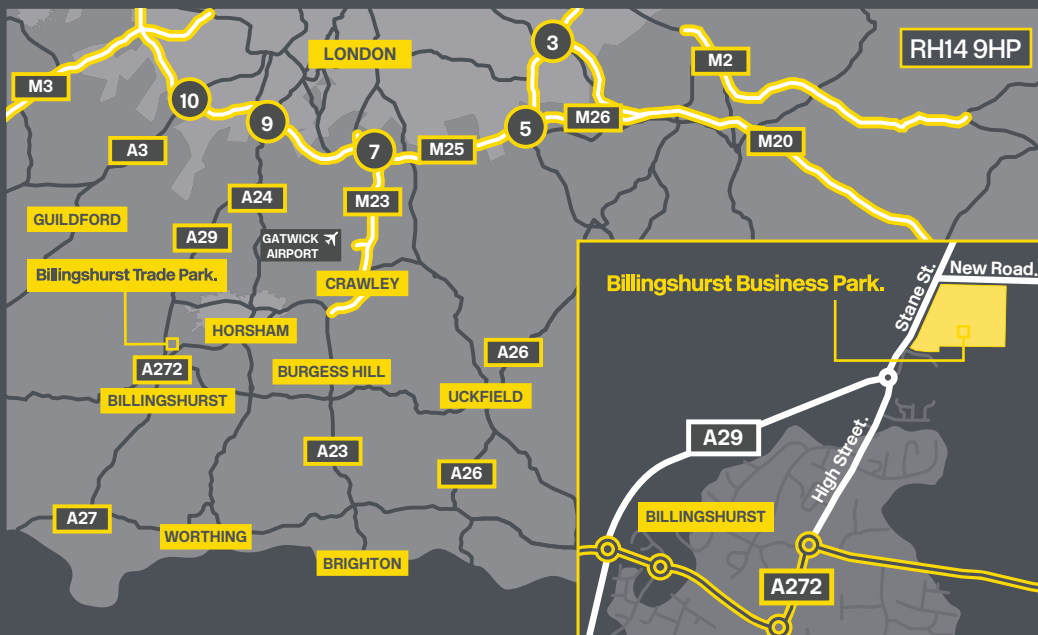 LONDON
3
RH14 9HP
M3
M2
10
9
5
M26
M20
A3
7
M25
A24
M23
GUILDFORD
A29
GATWICK
AIRPORT
Billingshurst Trade Park.
CRAWLEY
HORSHAM
A272
BURGESS HILL
A26
BILLINGSHURST
UCKFIELD
A23
A26
A27
WORTHING
BRIGHTON
Billingshurst Business Park.
Stane St.
New Road.
A29
High Street.
BILLINGSHURST
A272